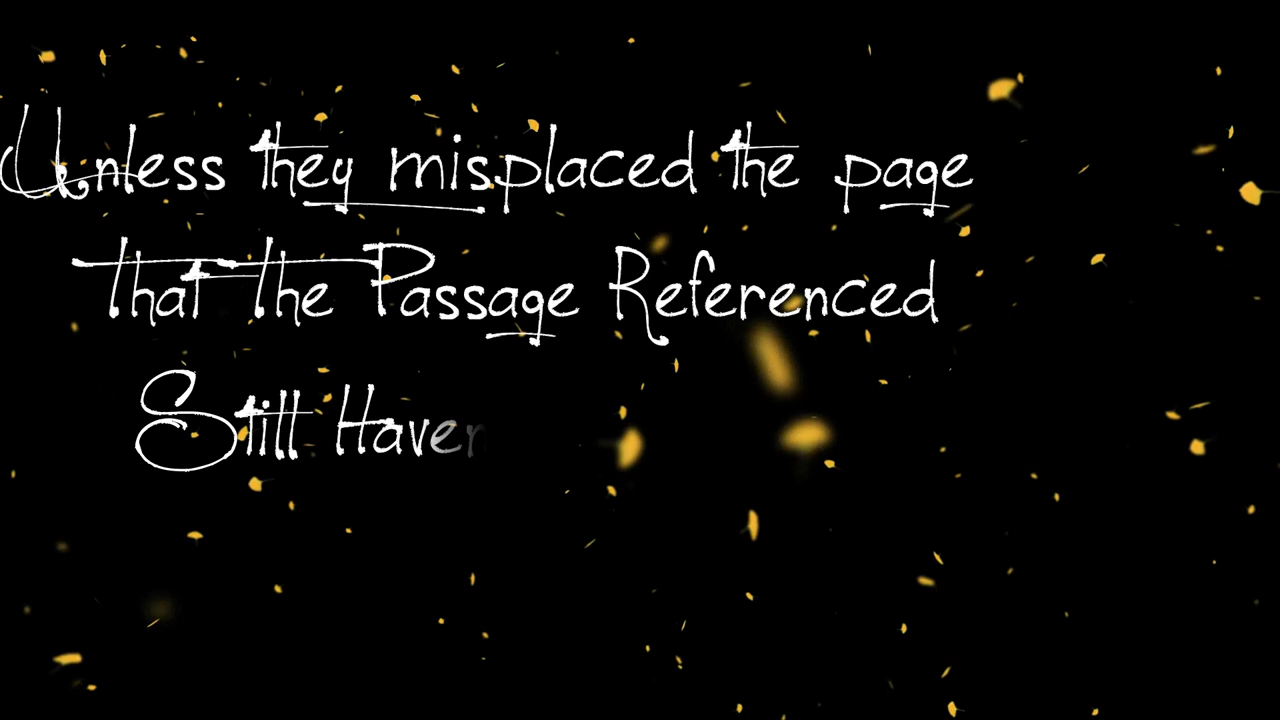 Unless they misplaced the page
that the Passage Referenced
Still Haven